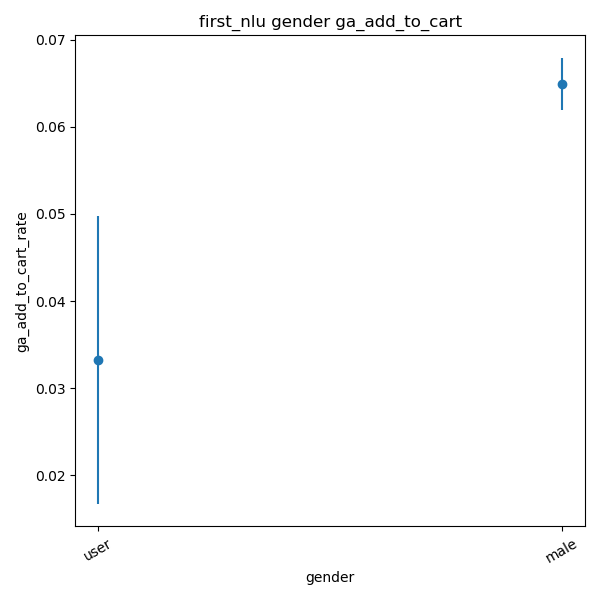 first_nlu gender ga_add_to_cart
0.07
0.06
0.05
0.04
0.03
0.02
ga_add_to_cart_rate
user
male
gender